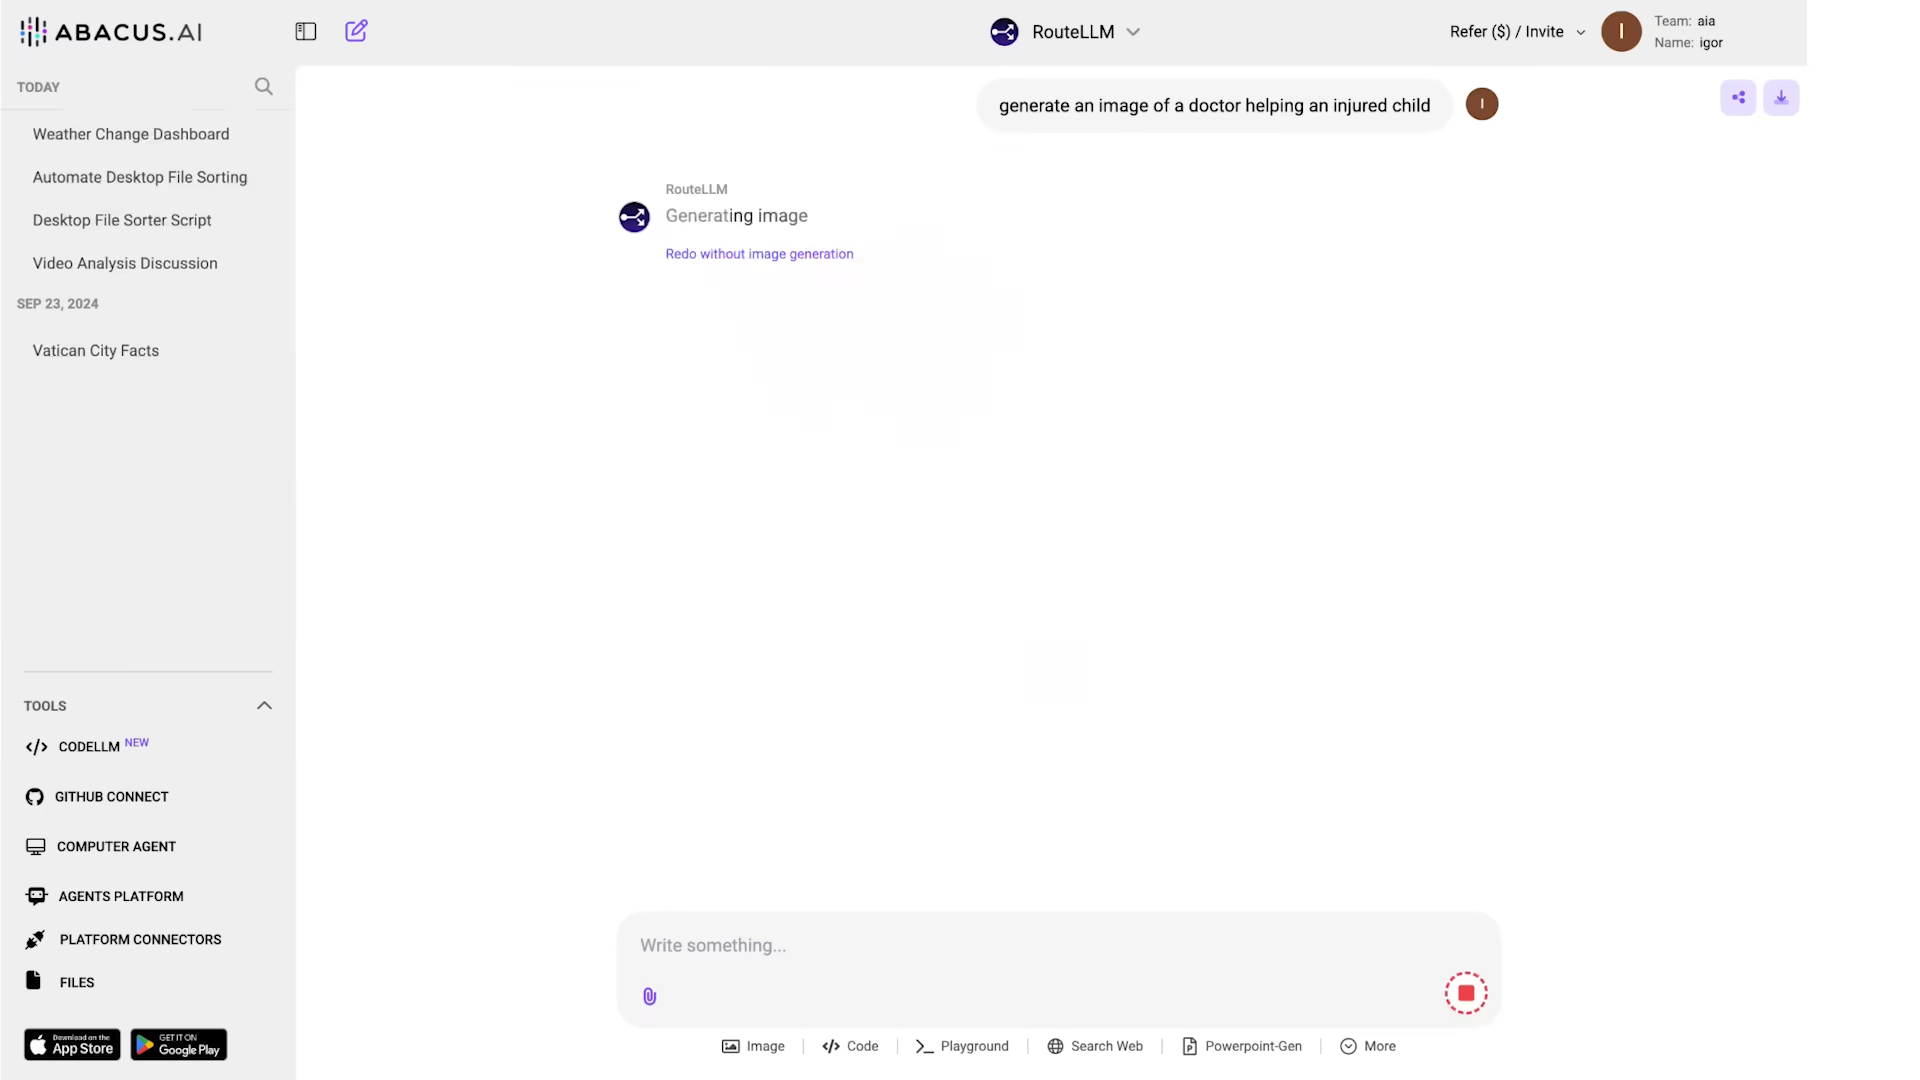 ABACUS.AI
RouteLLM
Refer ($) / Invite
I
Team: aia
Name: igor
TODAY
Weather Change Dashboard
Automate Desktop File Sorting
Desktop File Sorter Script
Video Analysis Discussion
SEP 23, 2024
Vatican City Facts
generate an image of a doctor helping an injured child
I
RouteLLM
Generating image
Redo without image generation
TOOLS
CODELLM NEW
GITHUB CONNECT
COMPUTER AGENT
AGENTS PLATFORM
PLATFORM CONNECTORS
FILES
Download on the
App Store
GET IT ON
Google Play
Write something...
Image
Code
Playground
Search Web
Powerpoint-Gen
More